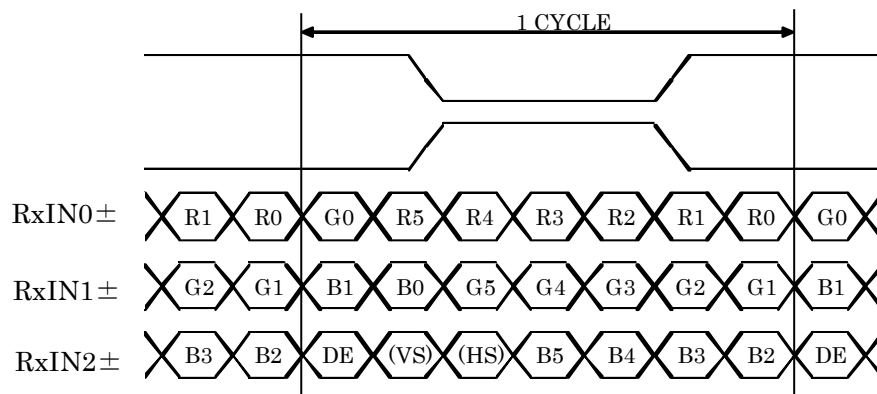 1 CYCLE
RxIN0± R1 R0 G0 R5 R4 R3 R2 R1 R0 G0
RxIN1± G2 G1 B1 B0 G5 G4 G3 G2 G1 B1
RxIN2± B3 B2 DE (VS) (HS) B5 B4 B3 B2 DE